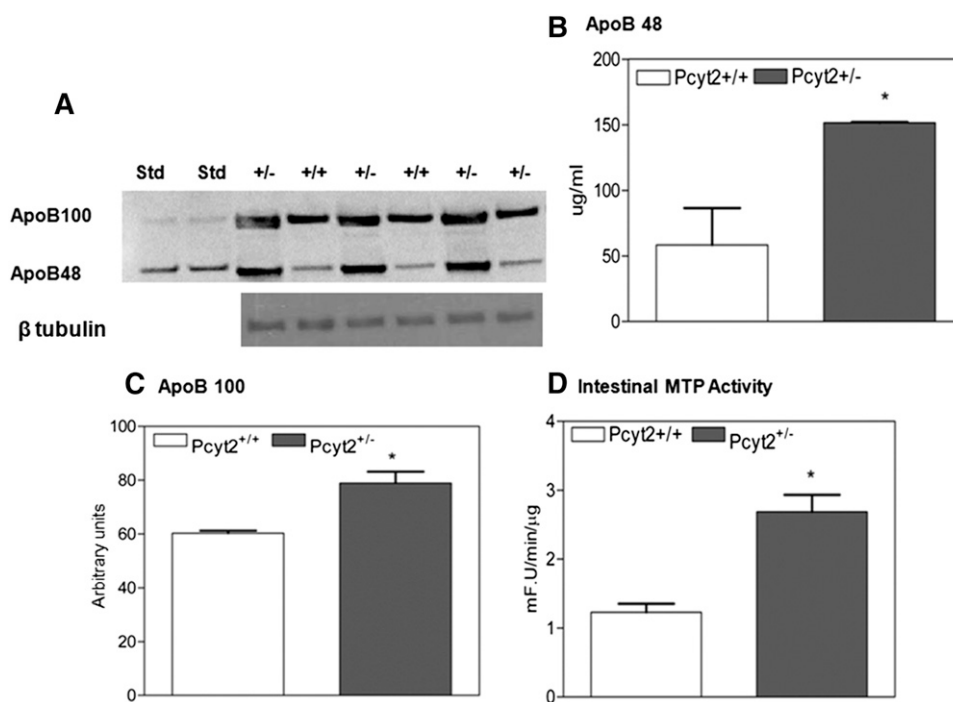 A
Std Std +/- +/+ +/- +/+ +/- +/-
ApoB100
ApoB48
β tubulin
B ApoB 48
Pcyt2+/+ Pcyt2+/-
*
ug/ml
200
150
100
50
0
C ApoB 100
Pcyt2+/+ Pcyt2+/-
*
Arbitrary units
100
80
60
40
20
0
D Intestinal MTP Activity
Pcyt2+/+ Pcyt2+/-
*
mF.U/min/µg
4
3
2
1
0